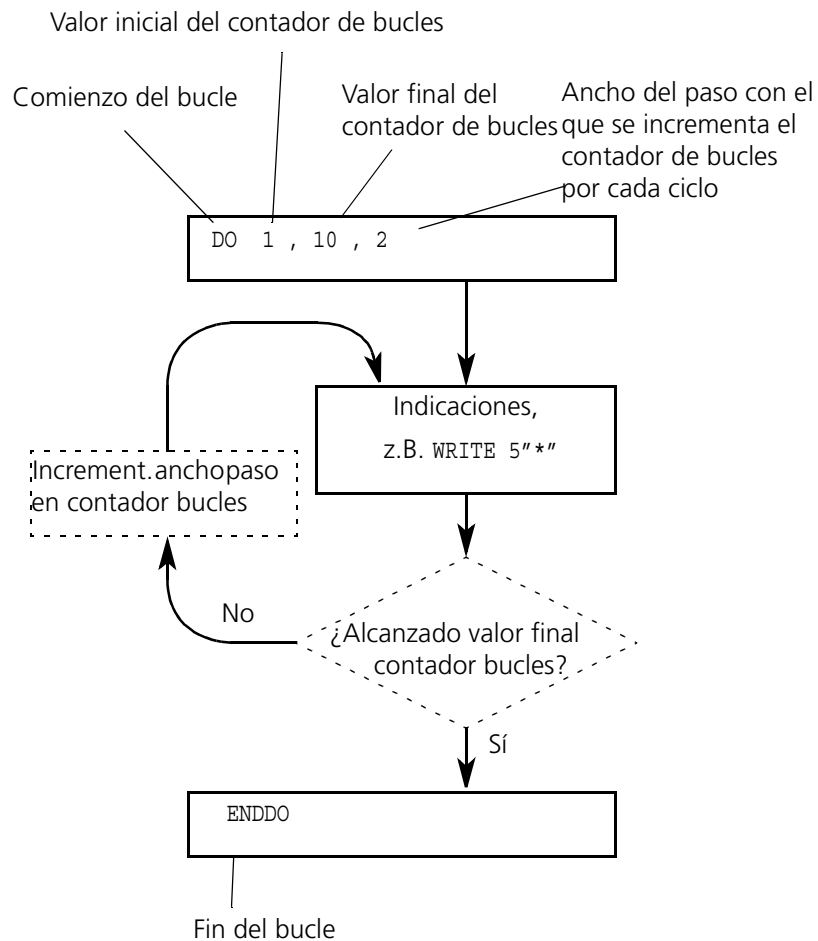 Valor inicial del contador de bucles
Comienzo del bucle
Valor final del
contador de bucles
Ancho del paso con el
que se incrementa el
contador de bucles
por cada ciclo
DO 1 , 10 , 2
Indicaciones,
z.B. WRITE 5"*"
Increment.anchopaso
en contador bucles
No
¿Alcanzado valor final
contador bucles?
Sí
ENDDO
Fin del bucle